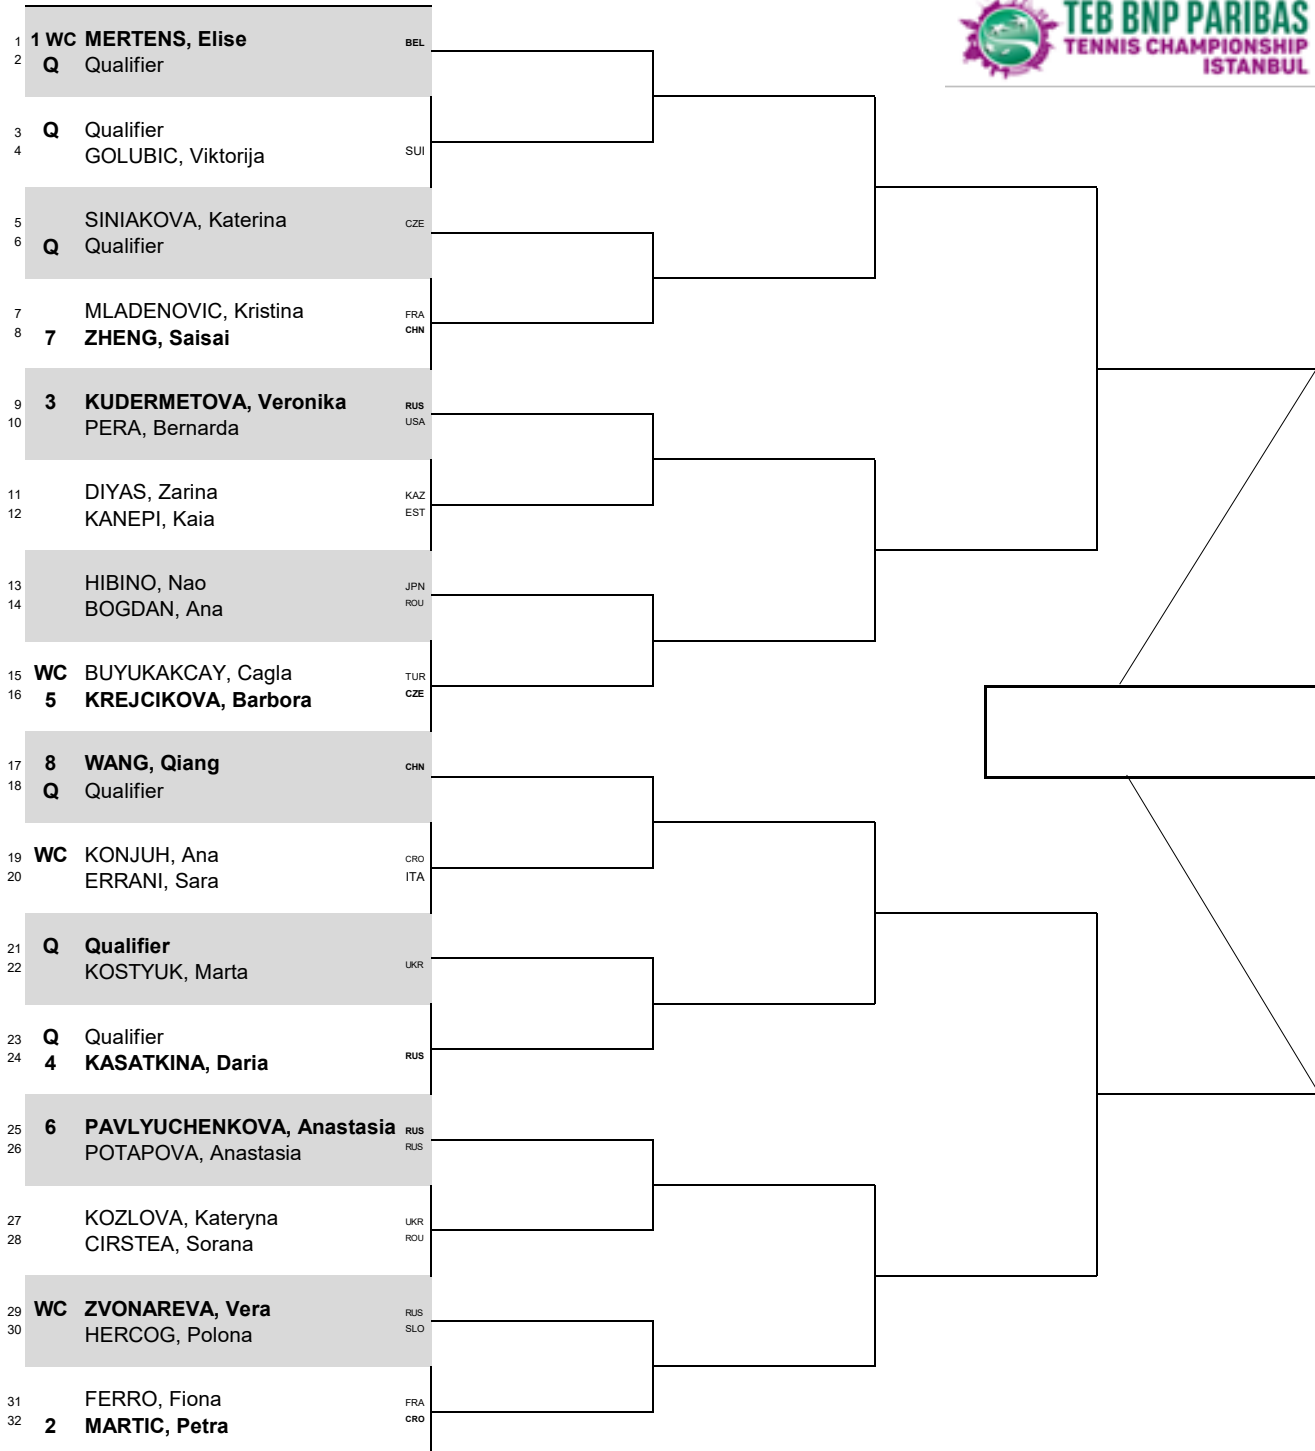 TEB BNP PARIBAS
TENNIS CHAMPIONSHIP
ISTANBUL
1 1 WC MERTENS, Elise BEL
2 Q Qualifier
3 Q Qualifier
4 GOLUBIC, Viktorija SUI
5 SINIAKOVA, Katerina CZE
6 Q Qualifier
7 MLADENOVIC, Kristina FRA
8 7 ZHENG, Saisai CHN
9 3 KUDERMETOVA, Veronika RUS
10 PERA, Bernarda USA
11 DIYAS, Zarina KAZ
12 KANEPI, Kaia EST
13 HIBINO, Nao JPN
14 BOGDAN, Ana ROU
15 WC BUYUKAKCAY, Cagla TUR
16 5 KREJCIKOVA, Barbora CZE
17 8 WANG, Qiang CHN
18 Q Qualifier
19 WC KONJUH, Ana CRO
20 ERRANI, Sara ITA
21 Q Qualifier
22 KOSTYUK, Marta UKR
23 Q Qualifier
24 4 KASATKINA, Daria RUS
25 6 PAVLYUCHENKOVA, Anastasia RUS
26 POTAPOVA, Anastasia RUS
27 KOZLOVA, Kateryna UKR
28 CIRSTEA, Sorana ROU
29 WC ZVONAREVA, Vera RUS
30 HERCOG, Polona SLO
31 FERRO, Fiona FRA
32 2 MARTIC, Petra CRO